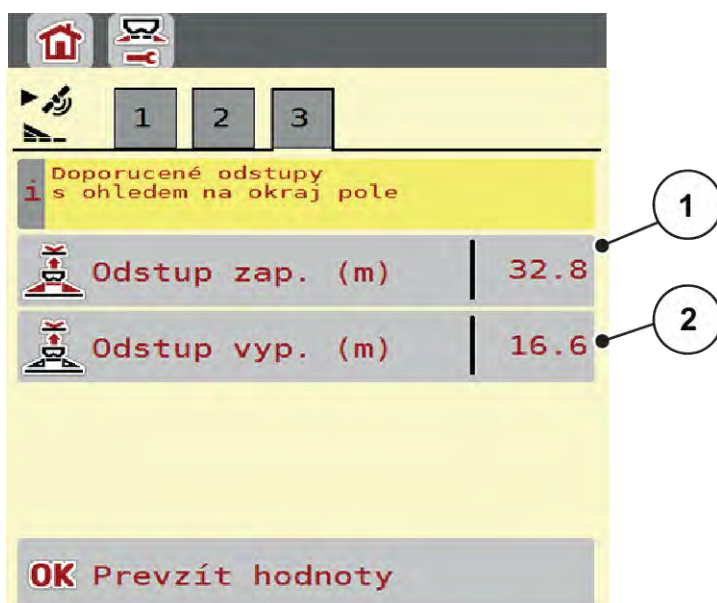 1 2 3
i Doporucené odstupy
s ohledem na okraj pole
Odstup zap. (m) 32.8
1
Odstup vyp. (m) 16.6
2
OK Prevzít hodnoty